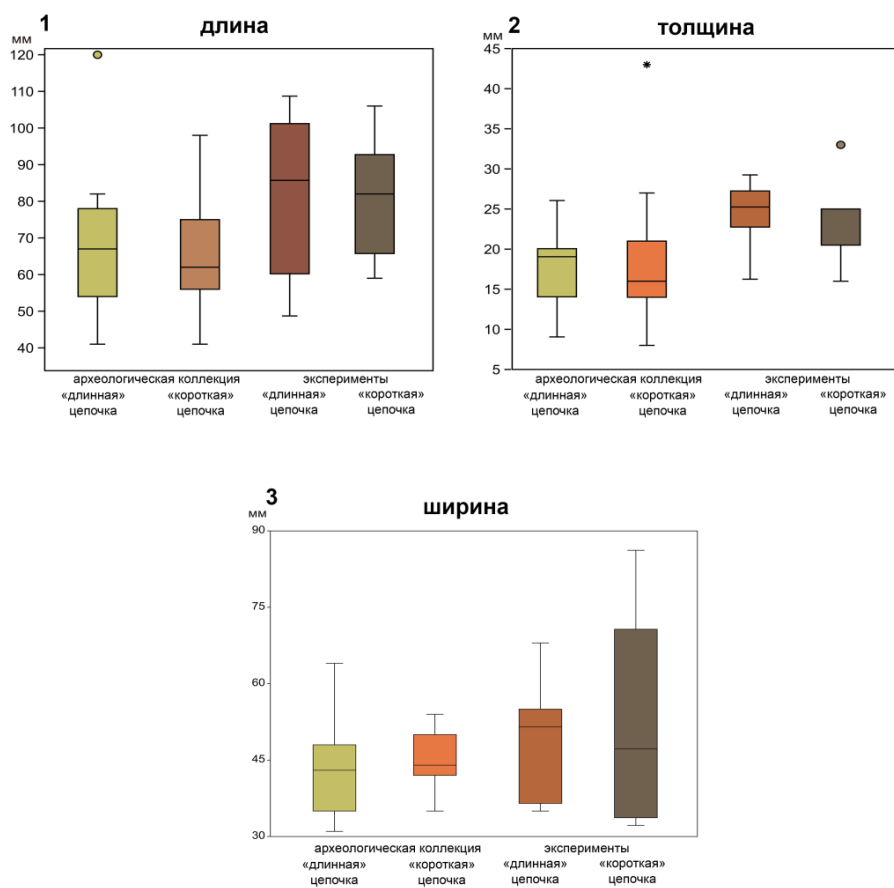 1 длина
мм
120
110
100
90
80
70
60
50
40
археологическая коллекция эксперименты
«длинная» «короткая» «длинная» «короткая»
цепочка цепочка цепочка цепочка
2 толщина
мм
45
40
35
30
25
20
15
10
5
археологическая коллекция эксперименты
«длинная» «короткая» «длинная» «короткая»
цепочка цепочка цепочка цепочка
3 ширина
мм
90
75
60
45
30
археологическая коллекция эксперименты
«длинная» «короткая» «длинная» «короткая»
цепочка цепочка цепочка цепочка